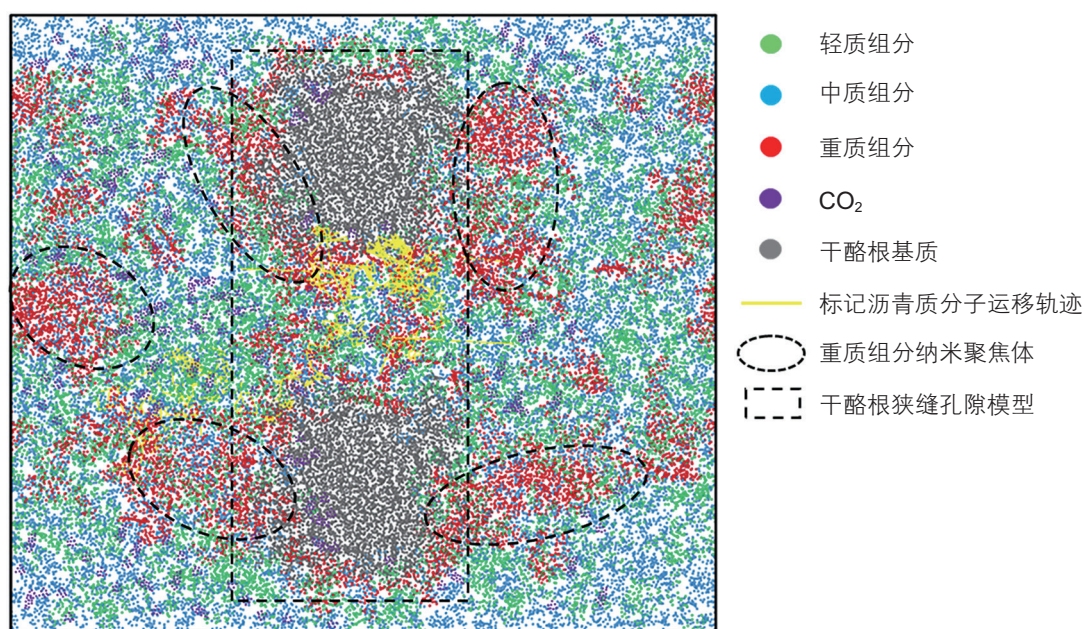 轻质组分
中质组分
重质组分
CO₂
干酪根基质
标记沥青质分子运移轨迹
重质组分纳米聚焦体
干酪根狭缝孔隙模型